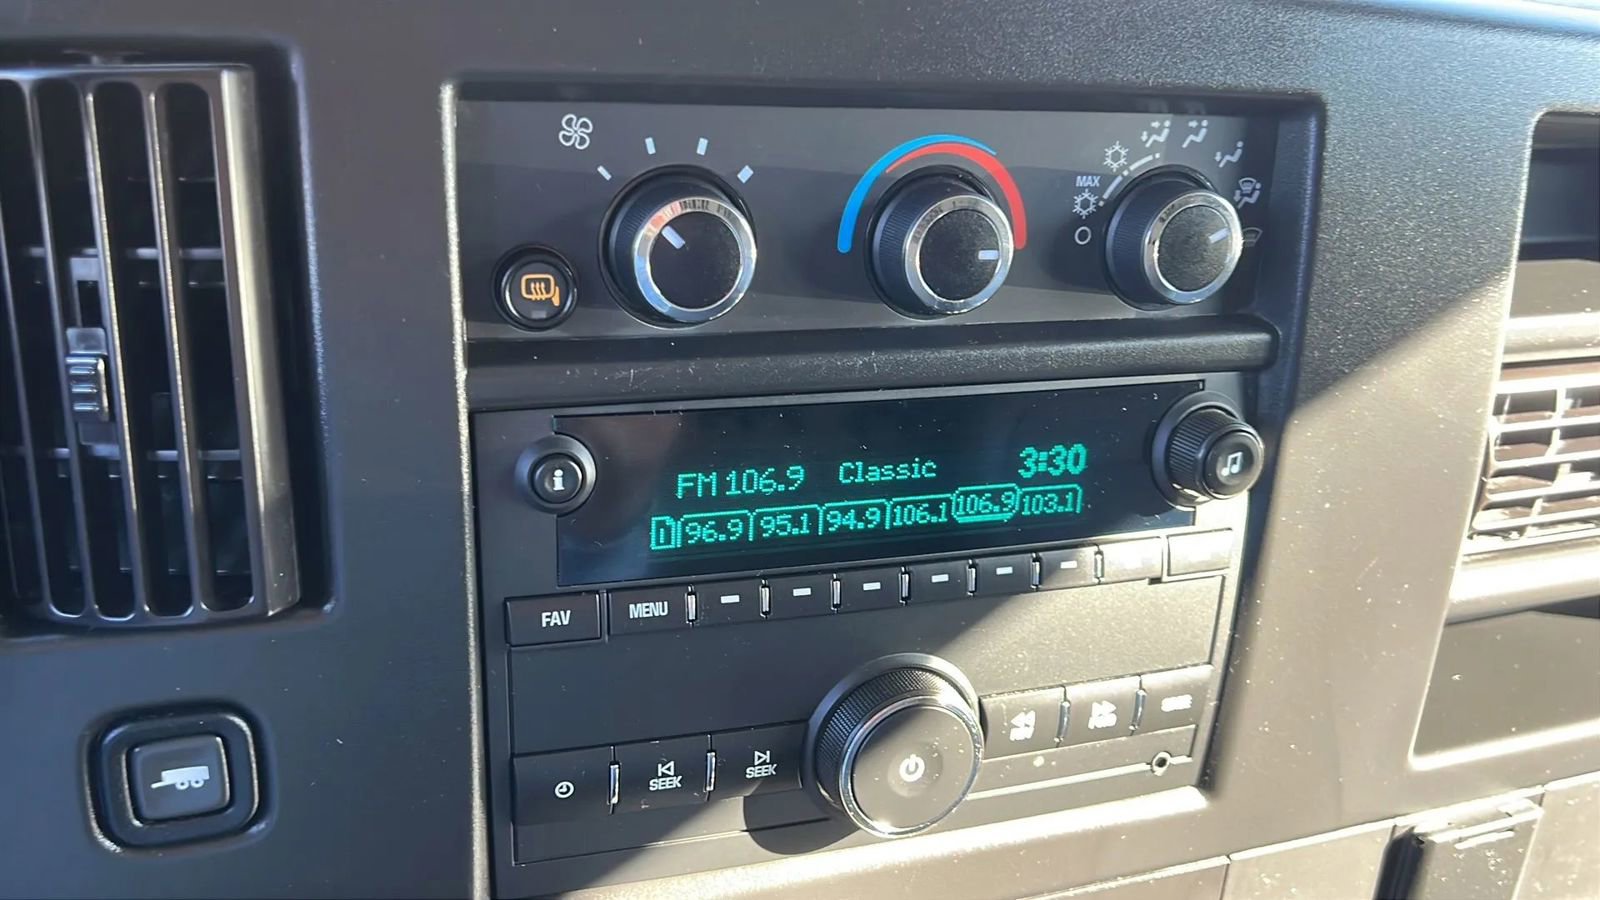 MAX
i
FM 106.9 Classic 3:30
1 96.9 95.1 94.9 106.1 106.9 103.1
FAV MENU
SEEK SEEK